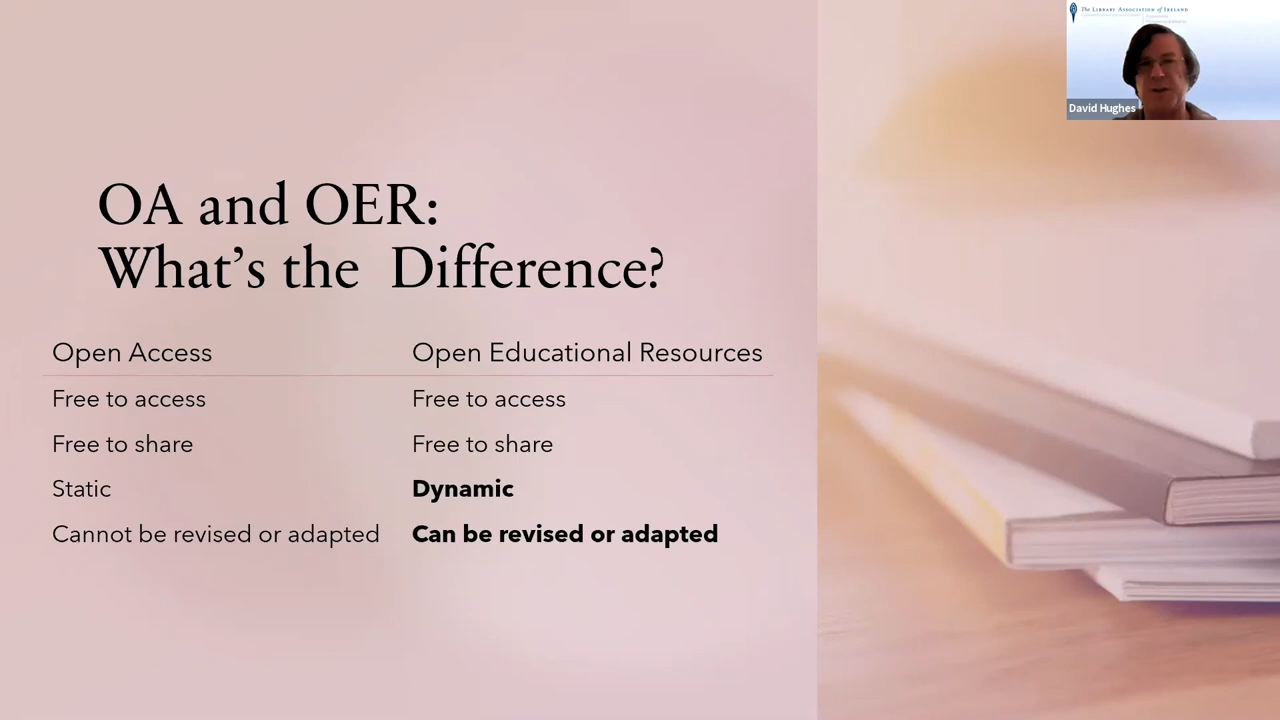 The Library Association of Ireland
David Hughes
OA and OER:
What's the Difference?
Open Access Open Educational Resources
Free to access Free to access
Free to share Free to share
Static Dynamic
Cannot be revised or adapted Can be revised or adapted